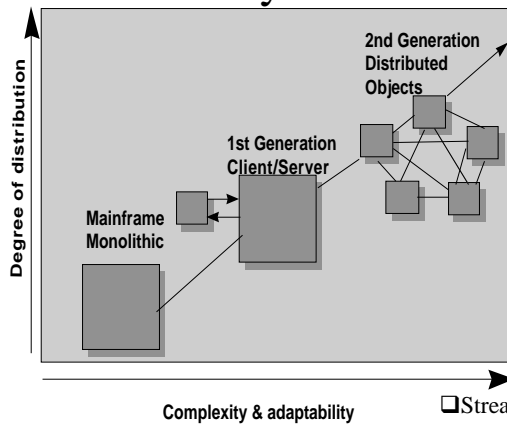 2nd Generation
Distributed
Objects
1st Generation
Client/Server
Mainframe
Monolithic
Degree of distribution
Complexity & adaptability